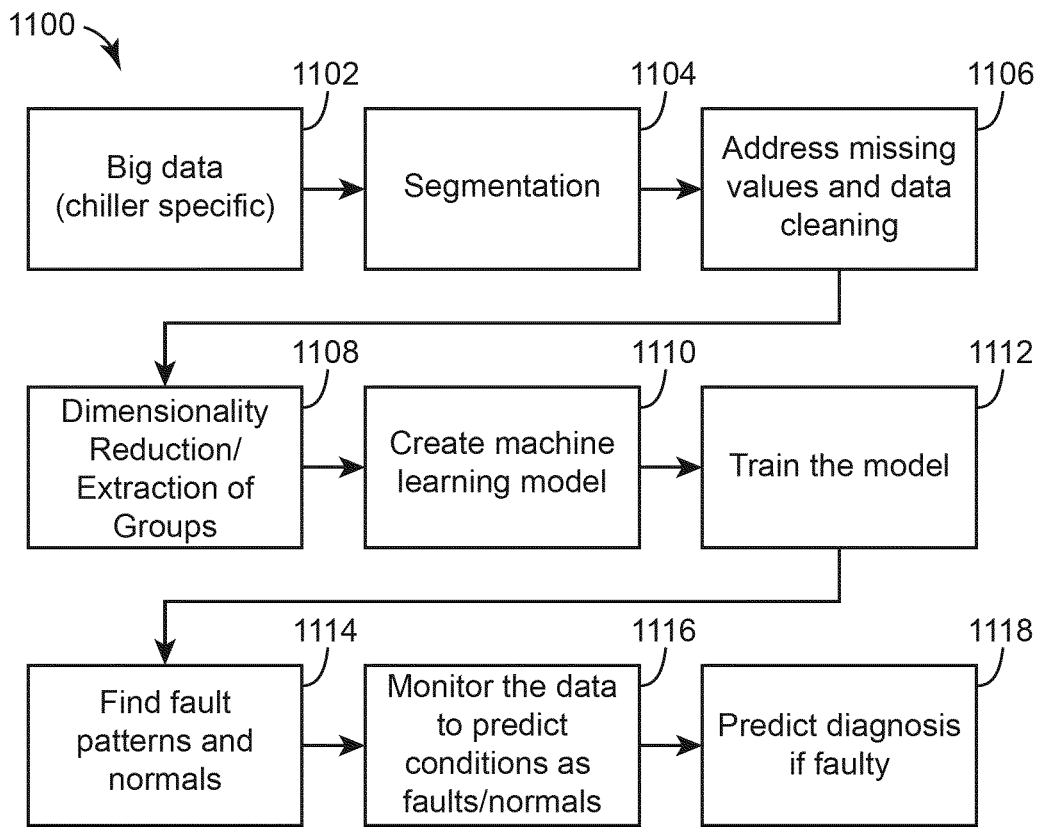 1100
1102
1104
1106
Big data
(chiller specific)
Segmentation
Address missing
values and data
cleaning
1108
1110
1112
Dimensionality
Reduction/
Extraction of
Groups
Create machine
learning model
Train the model
1114
1116
1118
Find fault
patterns and
normals
Monitor the data
to predict
conditions as
faults/normals
Predict diagnosis
if faulty